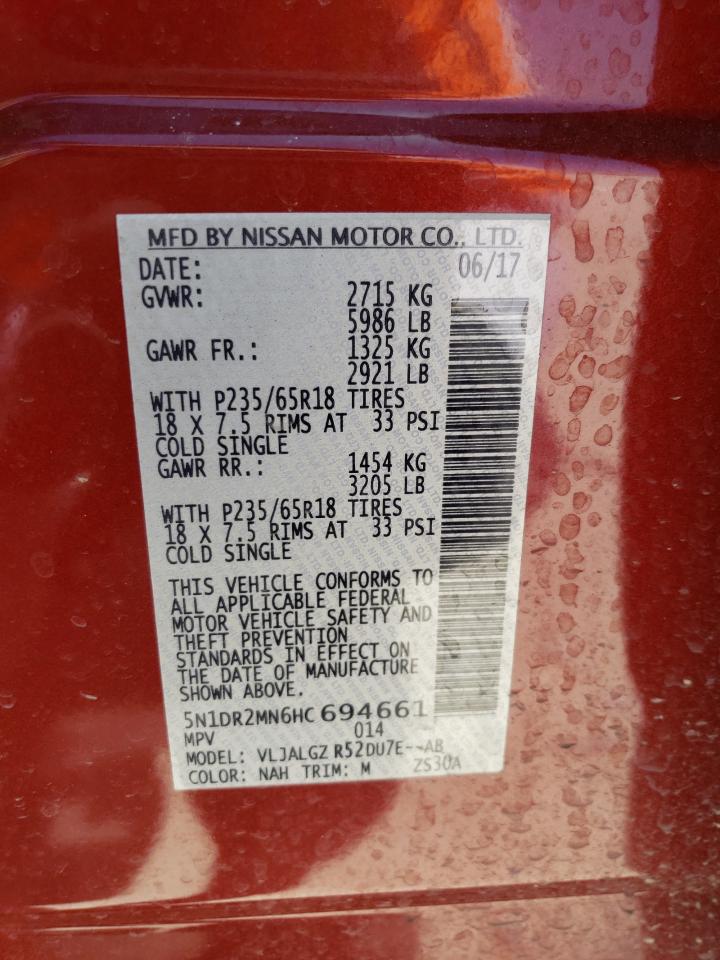 MFD BY NISSAN MOTOR CO., LTD.
DATE: 06/17
GVWR: 2715 KG
5986 LB
GAWR FR.: 1325 KG
2921 LB
WITH P235/65R18 TIRES
18 X 7.5 RIMS AT 33 PSI
COLD SINGLE
GAWR RR.: 1454 KG
3205 LB
WITH P235/65R18 TIRES
18 X 7.5 RIMS AT 33 PSI
COLD SINGLE
THIS VEHICLE CONFORMS TO
ALL APPLICABLE FEDERAL
MOTOR VEHICLE SAFETY AND
THEFT PREVENTION
STANDARDS IN EFFECT ON
THE DATE OF MANUFACTURE
SHOWN ABOVE.
5N1DR2MN6HC 694661
MPV 014
MODEL: VLJALGZ R52DU7E--AB
COLOR: NAH TRIM: M ZS30A